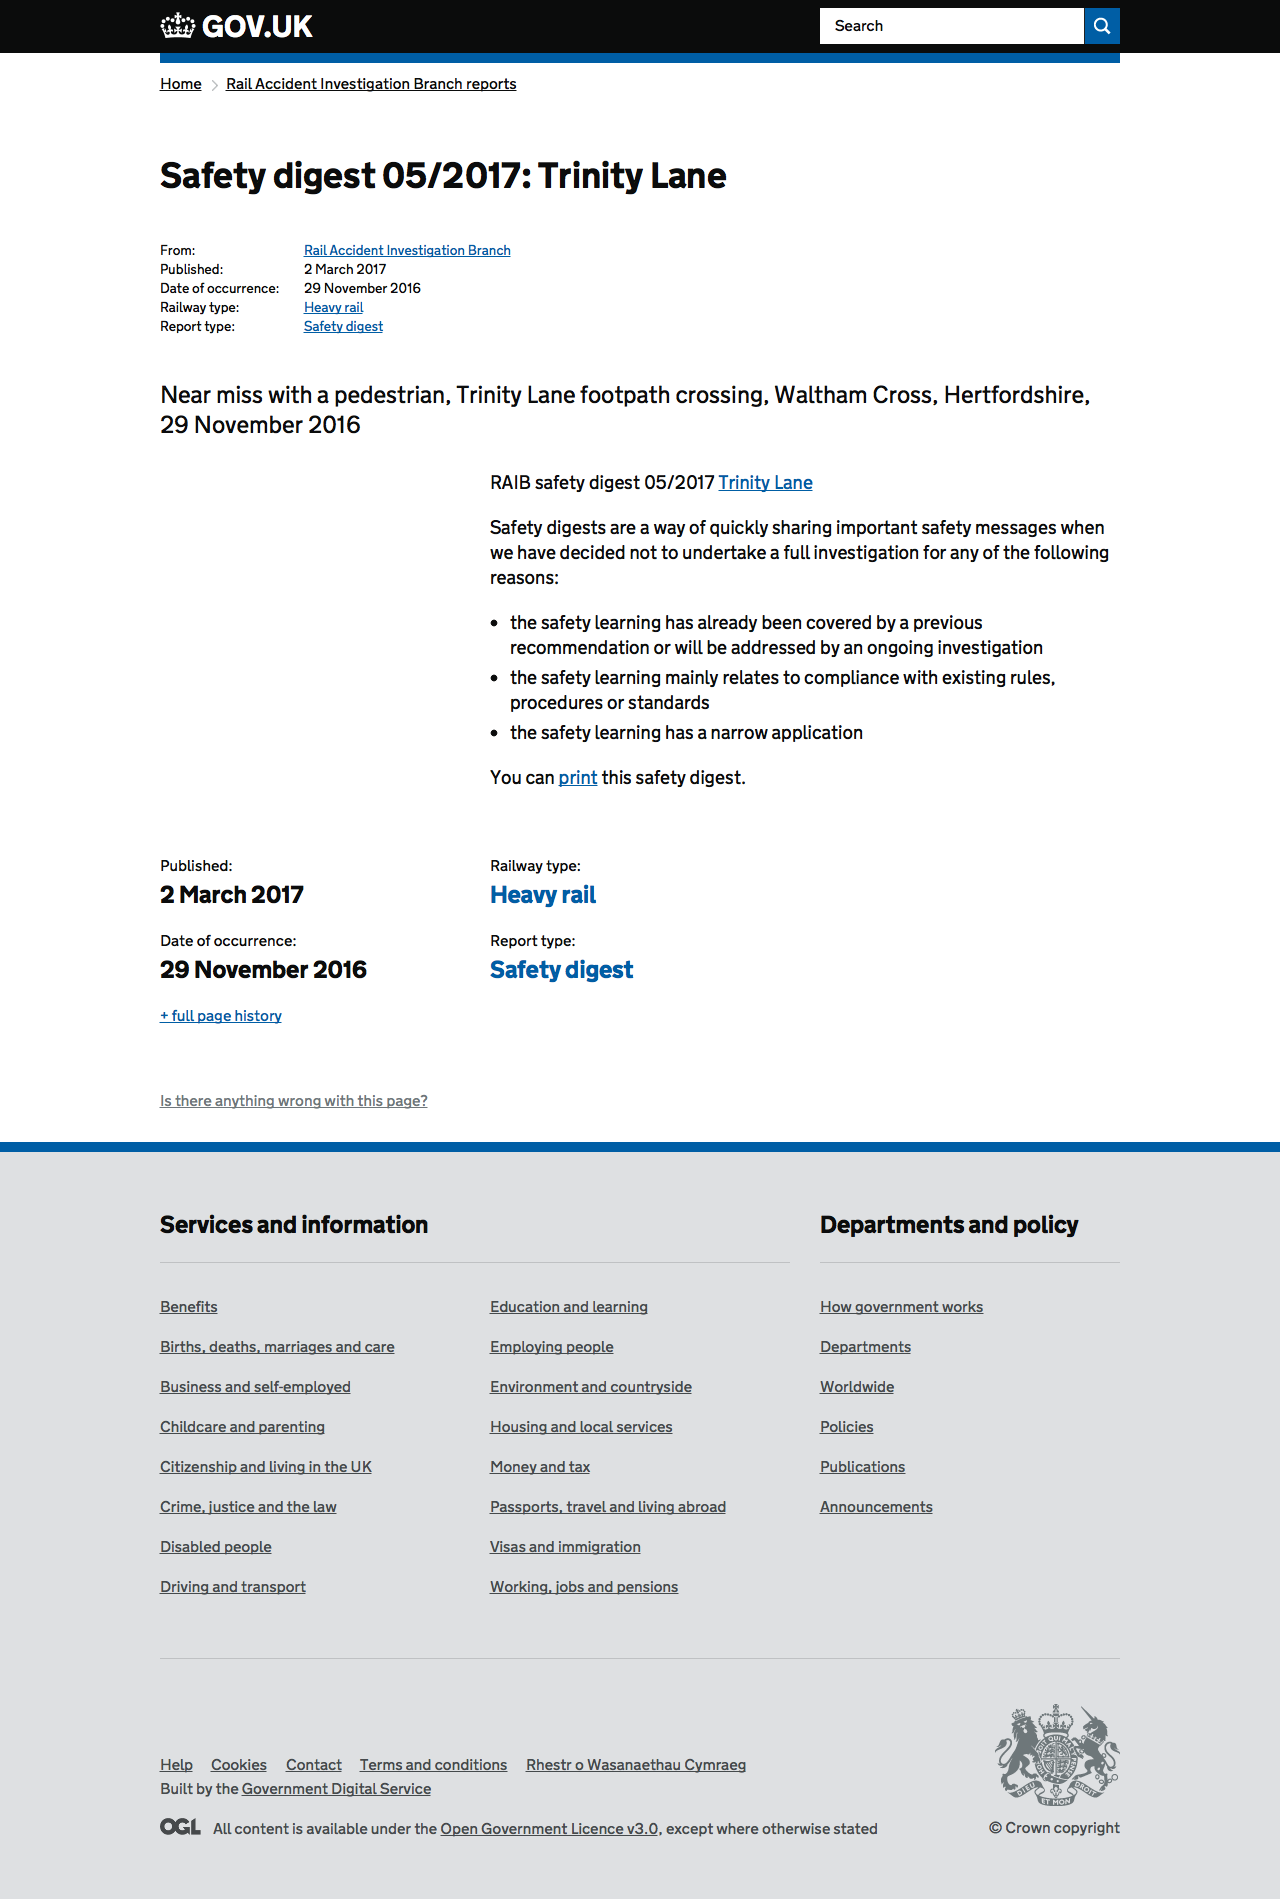 GOV.UK
Search
Home
Rail Accident Investigation Branch reports
Safety digest 05/2017: Trinity Lane
From: Rail Accident Investigation Branch
Published: 2 March 2017
Date of occurrence: 29 November 2016
Railway type: Heavy rail
Report type: Safety digest
Near miss with a pedestrian, Trinity Lane footpath crossing, Waltham Cross, Hertfordshire,
29 November 2016
RAIB safety digest 05/2017 Trinity Lane
Safety digests are a way of quickly sharing important safety messages when
we have decided not to undertake a full investigation for any of the following
reasons:
• the safety learning has already been covered by a previous
recommendation or will be addressed by an ongoing investigation
• the safety learning mainly relates to compliance with existing rules,
procedures or standards
• the safety learning has a narrow application
You can print this safety digest.
Published:
2 March 2017
Date of occurrence:
29 November 2016
Railway type:
Heavy rail
Report type:
Safety digest
+ full page history
Is there anything wrong with this page?
Services and information
Benefits
Births, deaths, marriages and care
Business and self-employed
Childcare and parenting
Citizenship and living in the UK
Crime, justice and the law
Disabled people
Driving and transport
Education and learning
Employing people
Environment and countryside
Housing and local services
Money and tax
Passports, travel and living abroad
Visas and immigration
Working, jobs and pensions
Departments and policy
How government works
Departments
Worldwide
Policies
Publications
Announcements
Help Cookies Contact Terms and conditions Rhestr o Wasanaethau Cymraeg
Built by the Government Digital Service
OGL All content is available under the Open Government Licence v3.0, except where otherwise stated
DIEU ET MON DROIT
© Crown copyright